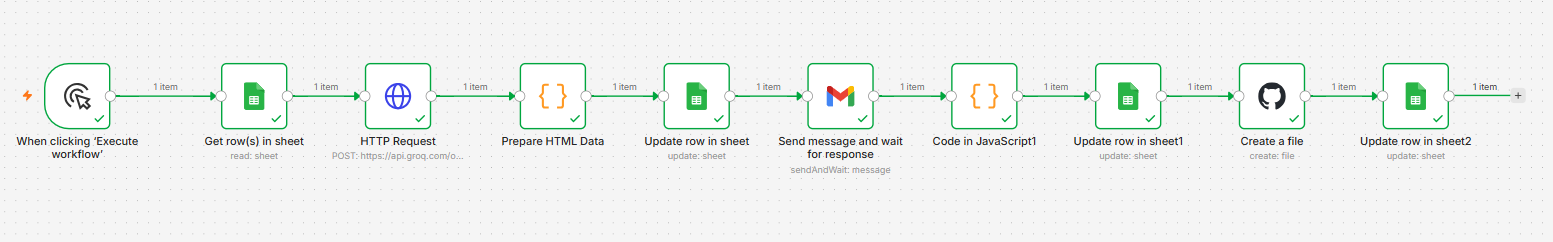 1 item
1 item
1 item
1 item
1 item
1 item
1 item
1 item
1 item
1 item
When clicking ‘Execute
workflow’
Get row(s) in sheet
read: sheet
HTTP Request
POST: https://api.groq.com/o...
Prepare HTML Data
Update row in sheet
update: sheet
Send message and wait
for response
sendAndWait: message
Code in JavaScript1
Update row in sheet1
update: sheet
Create a file
create: file
Update row in sheet2
update: sheet